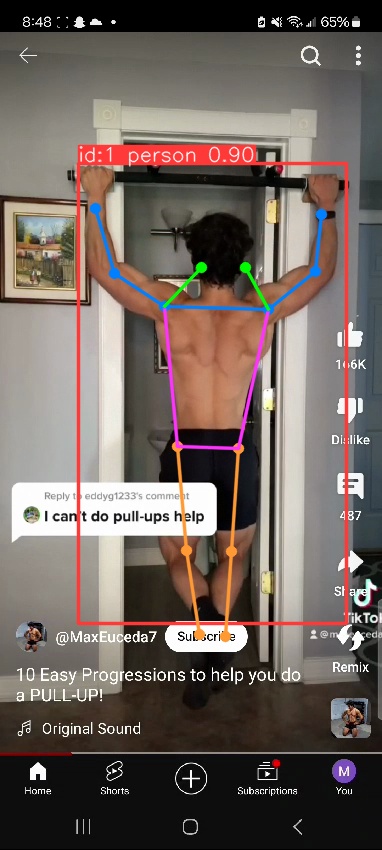 8:48
65%
id:1 person 0.90
166K
Dislike
Reply to eddyg1233's comment
I can't do pull-ups help
487
Share
TikTok
@MaxEuceda7
Subscribe
Remix
10 Easy Progressions to help you do
a PULL-UP!
Original Sound
Home
Shorts
Subscriptions
M
You